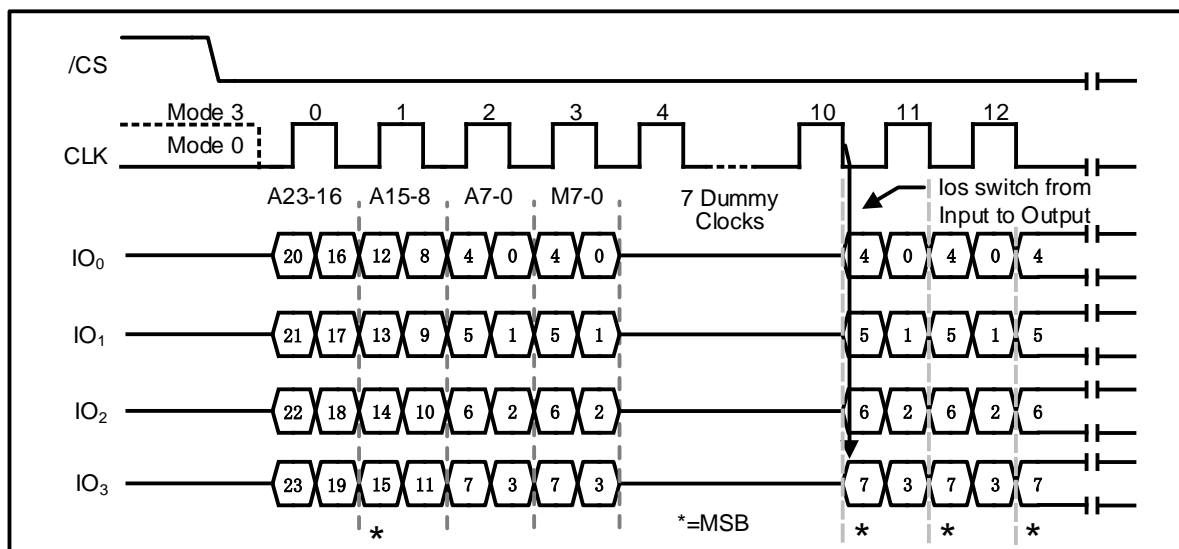 /CS
Mode 3
Mode 0
CLK
0 1 2 3 4 10 11 12
A23-16 A15-8 A7-0 M7-0
7 Dummy
Clocks
Ios switch from
Input to Output
IO0 20 16 12 8 4 0 4 0 4 0 4 0 4
IO1 21 17 13 9 5 1 5 1 5 1 5 1 5
IO2 22 18 14 10 6 2 6 2 6 2 6 2 6
IO3 23 19 15 11 7 3 7 3 7 3 7 3 7
* *=MSB * * *